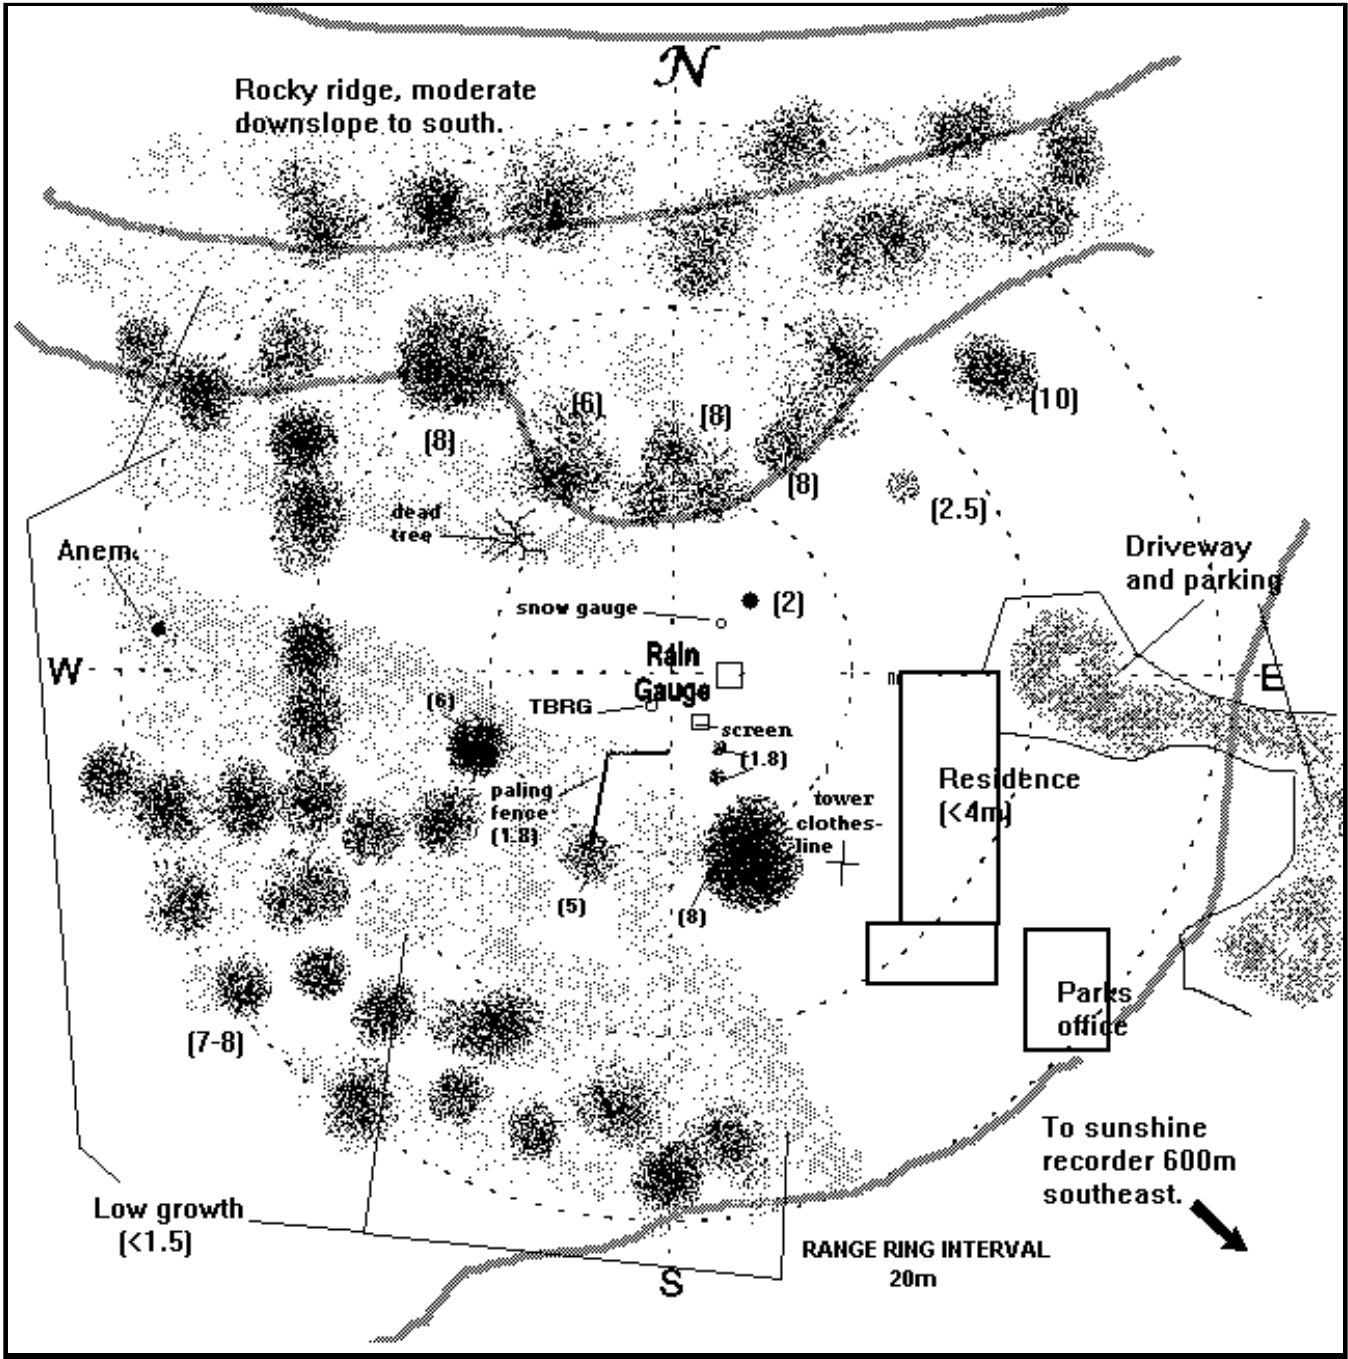 N
Rocky ridge, moderate
downslope to south.
(6)
(8)
(10)
(8)
(8)
(2.5)
dead
tree
Anem.
Driveway
and parking
snow gauge
(2)
Rain
Gauge
W
E
(6)
TBRG
screen
(1.8)
paling
fence
(1.8)
Residence
(<4m)
tower
clothes-
line
(5)
(8)
Parks
office
(7-8)
To sunshine
recorder 600m
southeast.
Low growth
(<1.5)
RANGE RING INTERVAL
20m
S